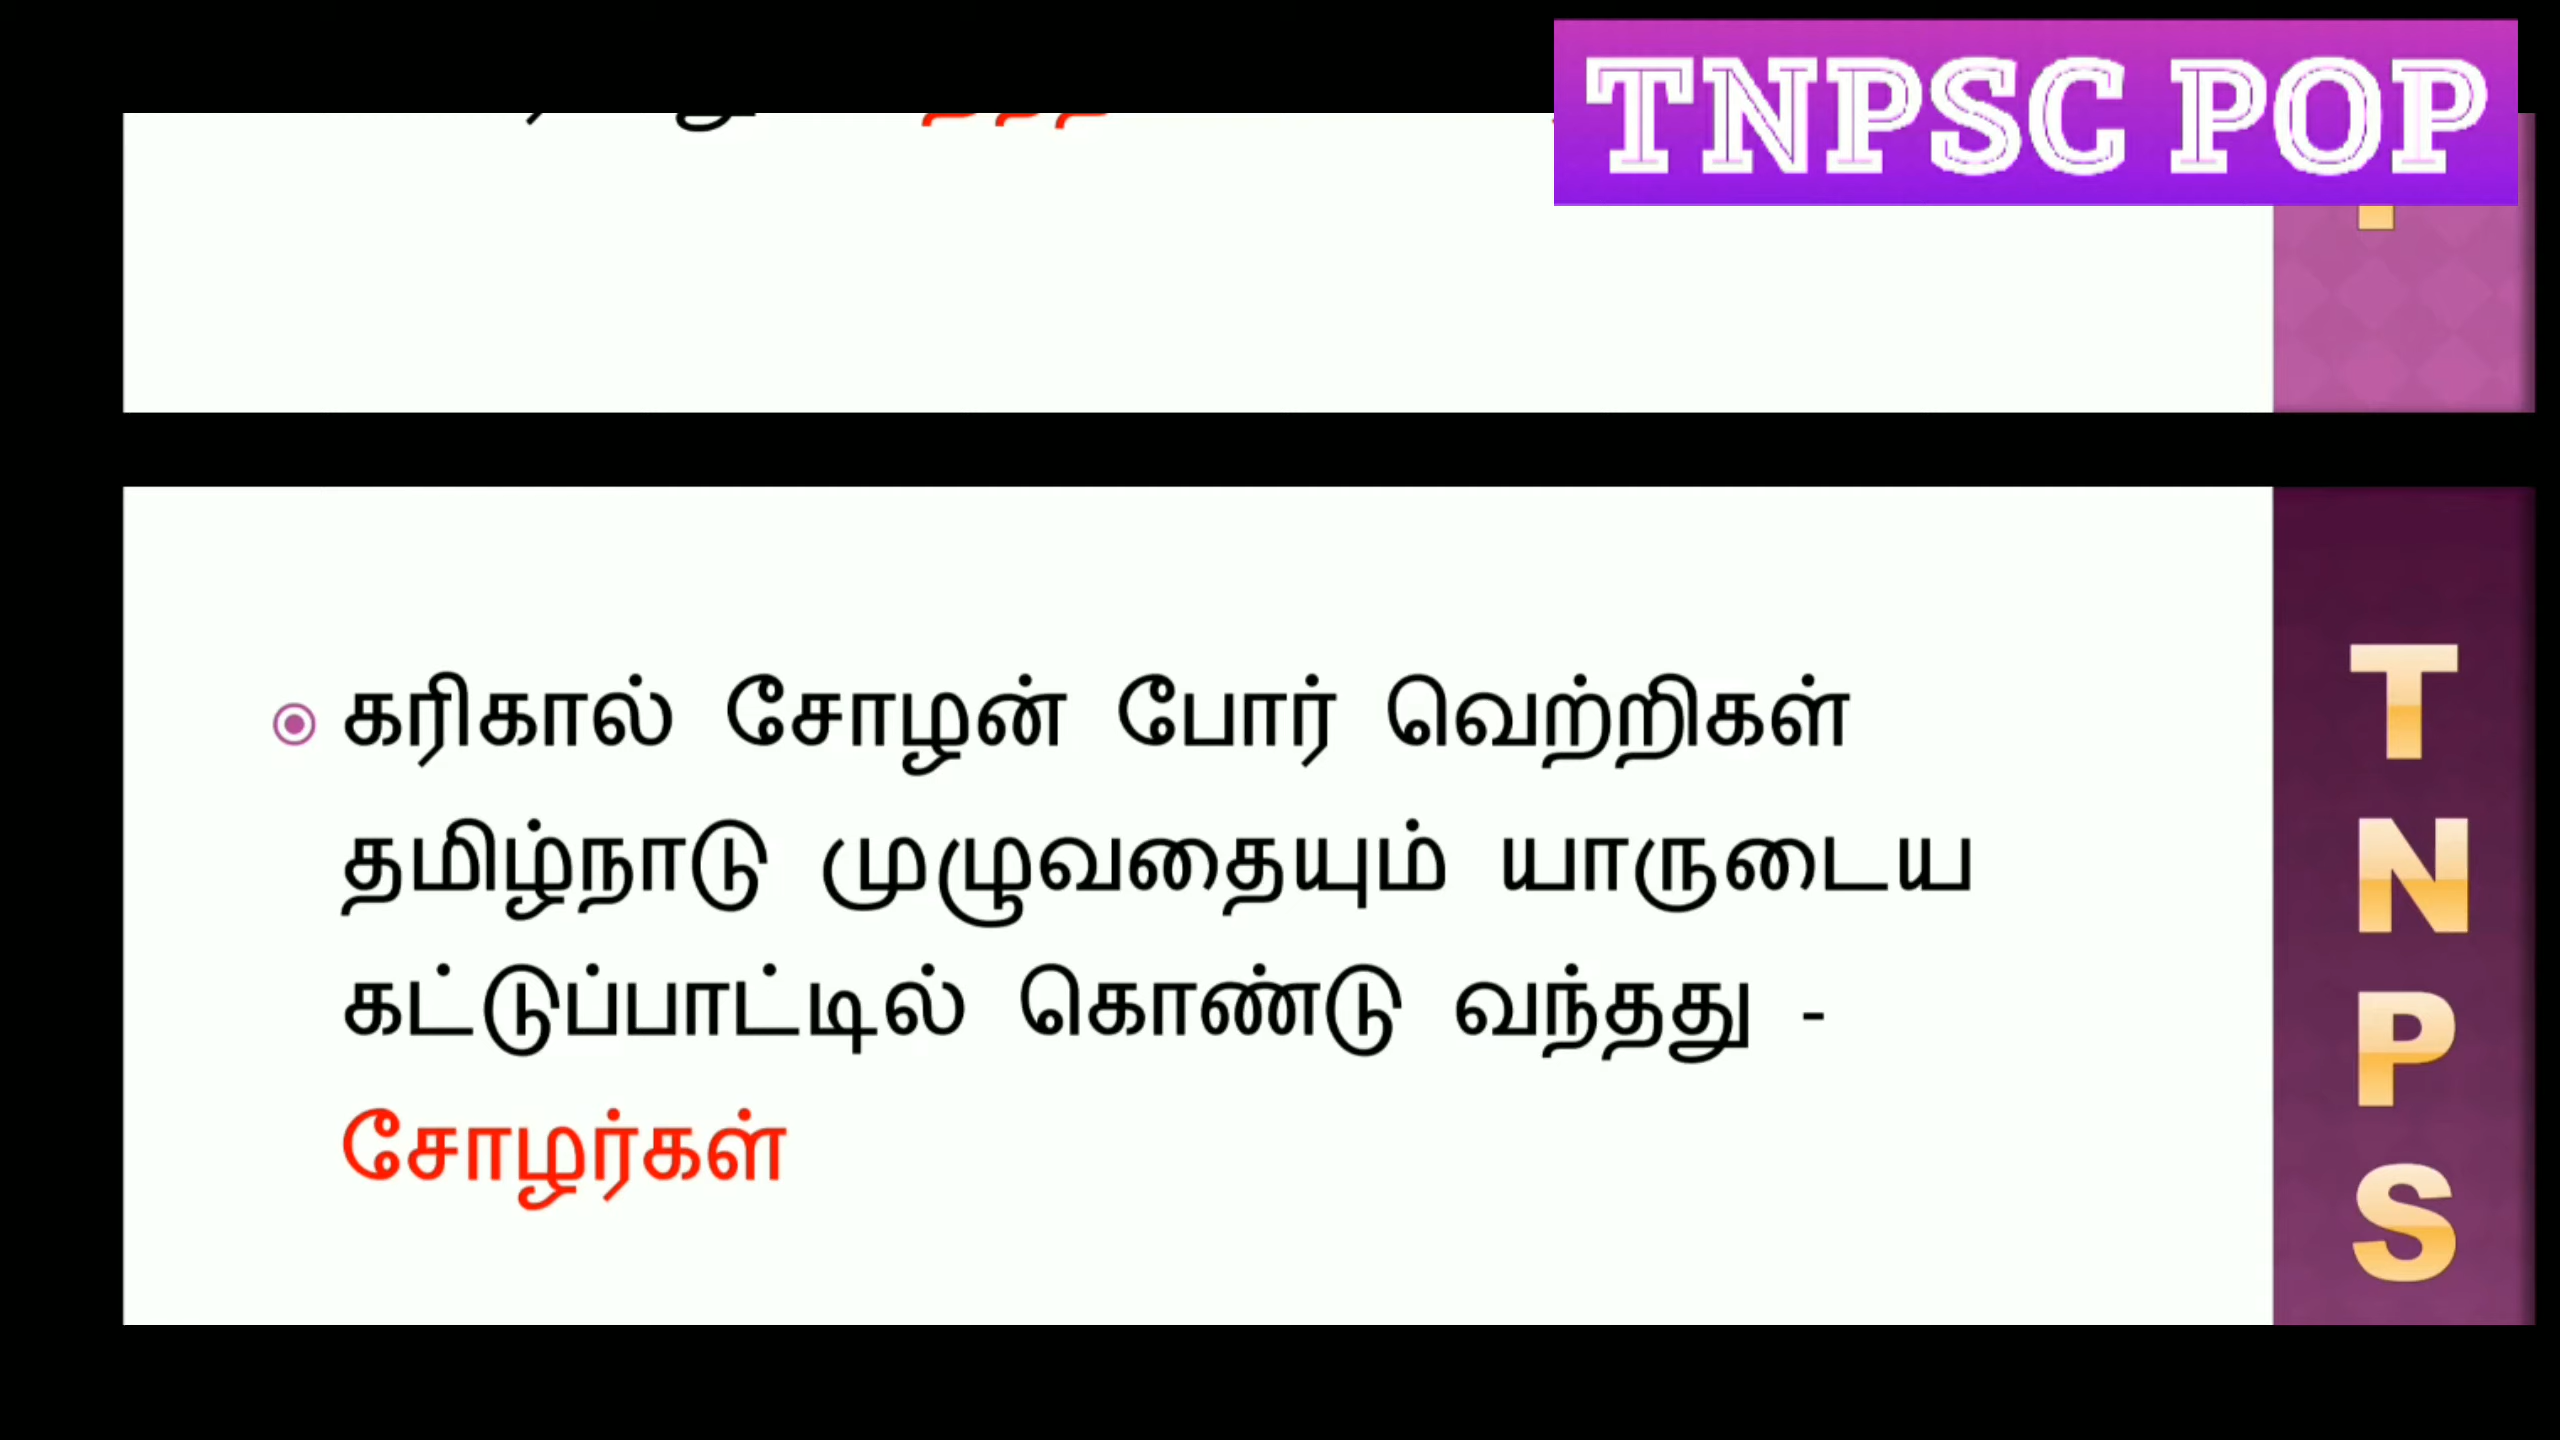 TNPSC POP
கரிகால் சோழன் போர் வெற்றிகள்
தமிழ்நாடு முழுவதையும் யாருடைய
கட்டுப்பாட்டில் கொண்டு வந்தது -
சோழர்கள்
T
N
P
S